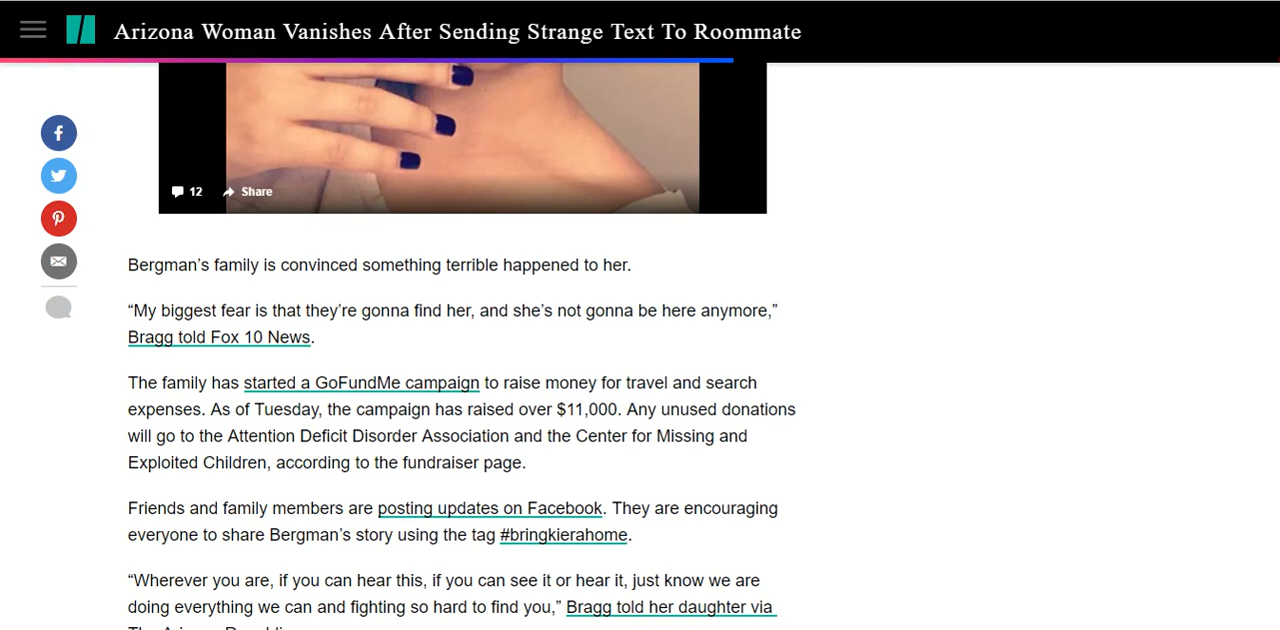 Arizona Woman Vanishes After Sending Strange Text To Roommate
12 Share
Bergman’s family is convinced something terrible happened to her.
“My biggest fear is that they’re gonna find her, and she’s not gonna be here anymore,”
Bragg told Fox 10 News.
The family has started a GoFundMe campaign to raise money for travel and search
expenses. As of Tuesday, the campaign has raised over $11,000. Any unused donations
will go to the Attention Deficit Disorder Association and the Center for Missing and
Exploited Children, according to the fundraiser page.
Friends and family members are posting updates on Facebook. They are encouraging
everyone to share Bergman’s story using the tag #bringkierahome.
“Wherever you are, if you can hear this, if you can see it or hear it, just know we are
doing everything we can and fighting so hard to find you,” Bragg told her daughter via